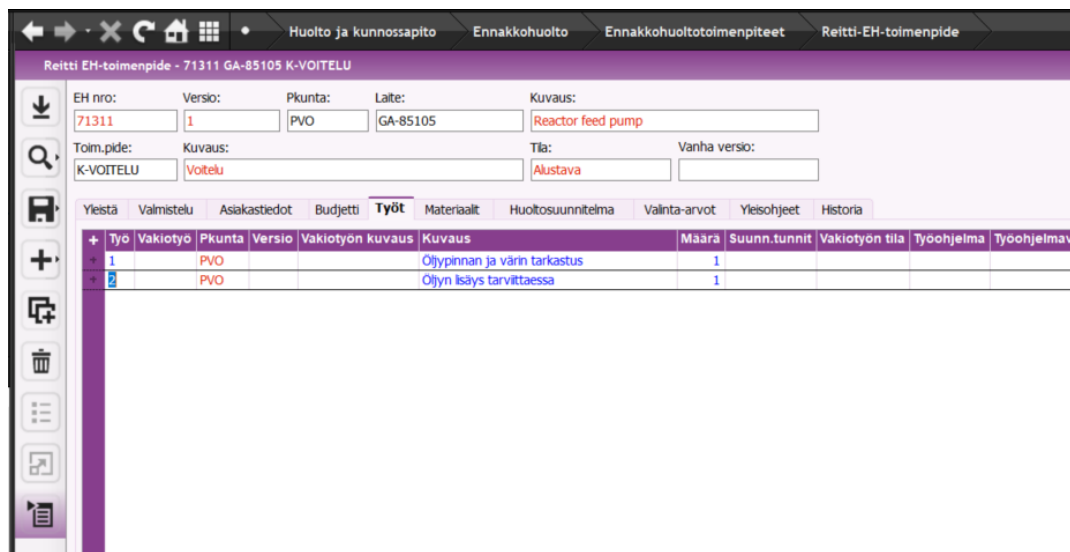 Huolto ja kunnossapito Ennakkohuolto Ennakkohuoltotoimenpiteet Reitti-EH-toimenpide
Reitti EH-toimenpide - 71311 GA-85105 K-VOITELU
EH nro: Versio: Pkunta: Laite: Kuvaus:
71311 1 PVO GA-85105 Reactor feed pump
Toim.pide: Kuvaus: Tila: Vanha versio:
K-VOITELU Voitelu Alustava
Yleistä Valmistelu Asiakastiedot Budjetti Työt Materiaalit Huoltosuunnitelma Valinta-arvot Yleisohjeet Historia
Työ Vakiotyö Pkunta Versio Vakiotyön kuvaus Kuvaus Määrä Suunn.tunnit Vakiotyön tila Työohjelma Työohjelmav
1 PVO Öljypinnan ja värin tarkastus 1
2 PVO Öljyn lisäys tarvittaessa 1